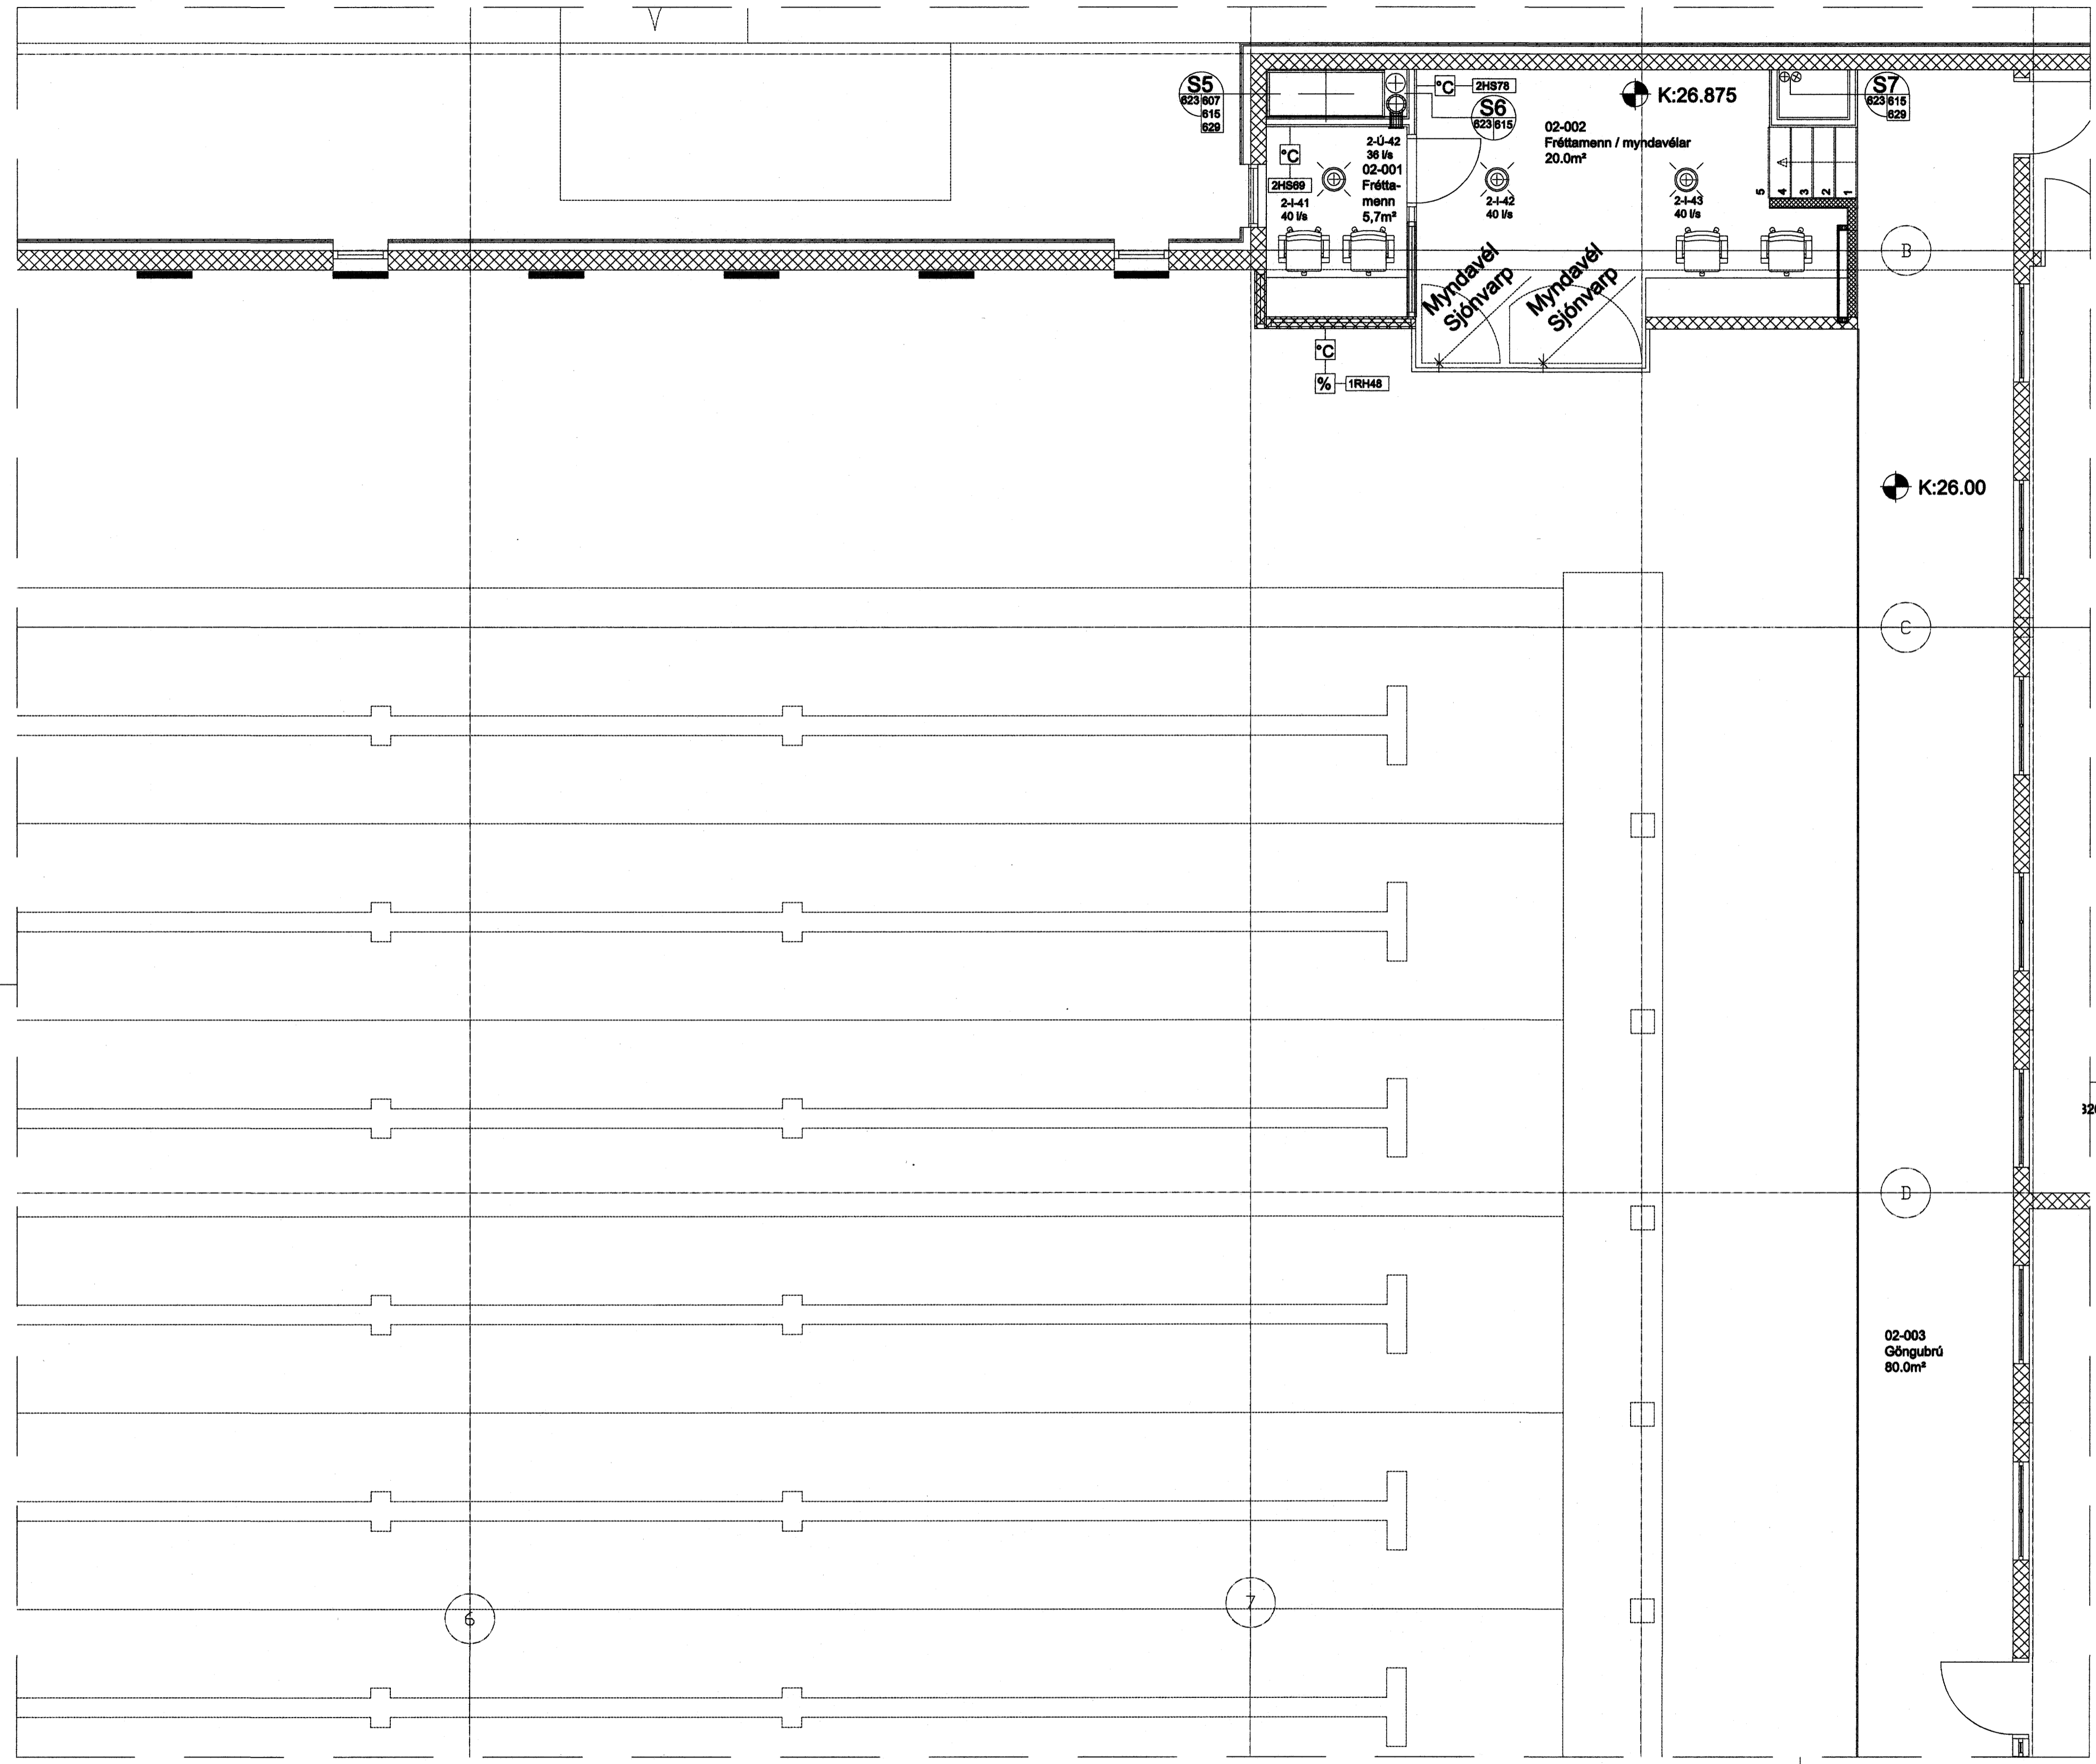 S5
623 607
615
629
°C
2HS78
S6
623 615
K:26.875
S7
623 615
629
02-002
Fréttamenn / myndavélar
20.0m²
2-Ú-42
36 l/s
02-001
Frétta-
menn
5,7m²
°C
2HS69
2-I-41
40 l/s
2-I-42
40 l/s
2-I-43
40 l/s
5
4
3
2
1
B
Myndavél
Sjónvarp
Myndavél
Sjónvarp
°C
%
1RH48
K:26.00
C
D
02-003
Göngubrú
80.0m²
6
7